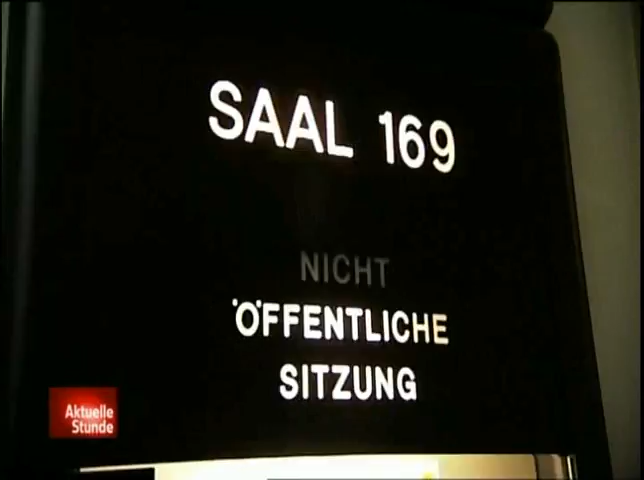 SAAL 169
NICHT
ÖFFENTLICHE
SITZUNG
Aktuelle
Stunde